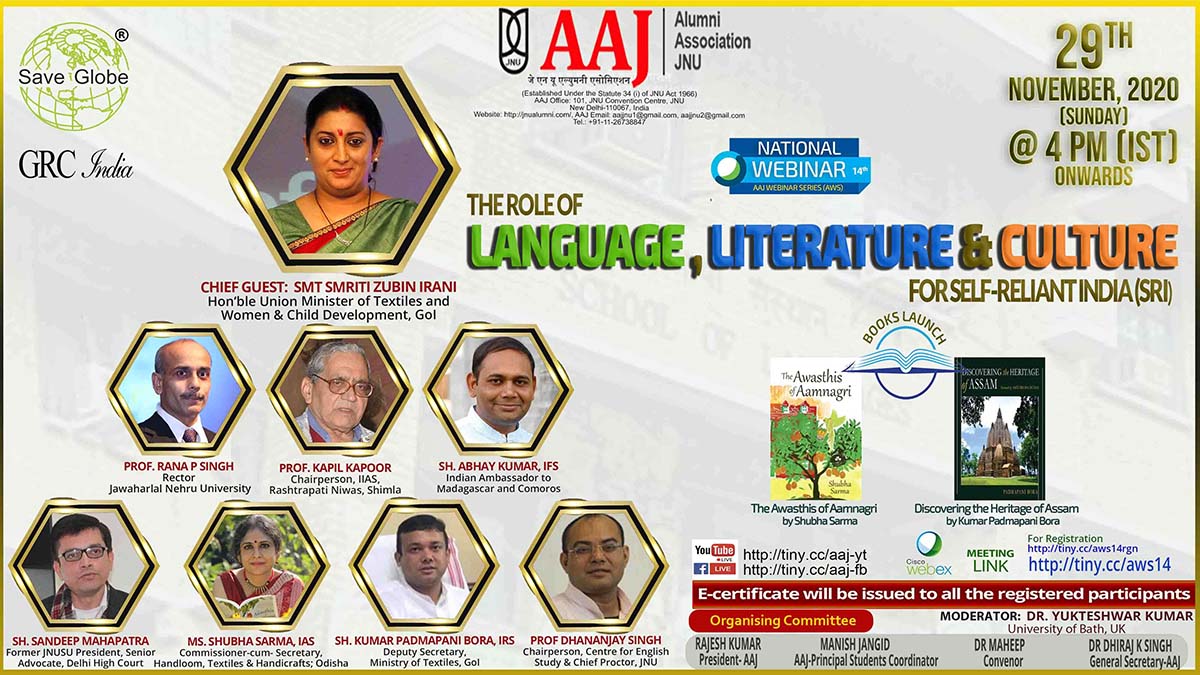 ®
Save Globe
GRC India
JNU
AAJ
Alumni
Association
JNU
जे एन यू एल्युमनी एसोसिएशन
(Established Under the Statute 34 (i) of JNU Act 1966)
AAJ Office: 101, JNU Convention Centre, JNU
New Delhi-110067, India
Website: http://jnualumni.com/, AAJ Email: aajjnu1@gmail.com, aajjnu2@gmail.com
Tel.: +91-11-26738847
29TH
NOVEMBER, 2020
(SUNDAY)
@ 4 PM (IST)
ONWARDS
NATIONAL
WEBINAR 14th
AAJ WEBINAR SERIES (AWS)
THE ROLE OF
LANGUAGE, LITERATURE & CULTURE
FOR SELF-RELIANT INDIA (SRI)
CHIEF GUEST: SMT SMRITI ZUBIN IRANI
Hon'ble Union Minister of Textiles and
Women & Child Development, GoI
PROF. RANA P SINGH
Rector
Jawaharlal Nehru University
PROF. KAPIL KAPOOR
Chairperson, IIAS,
Rashtrapati Niwas, Shimla
SH. ABHAY KUMAR, IFS
Indian Ambassador to
Madagascar and Comoros
SH. SANDEEP MAHAPATRA
Former JNUSU President, Senior
Advocate, Delhi High Court
MS. SHUBHA SARMA, IAS
Commissioner-cum- Secretary,
Handloom, Textiles & Handicrafts; Odisha
SH. KUMAR PADMAPANI BORA, IRS
Deputy Secretary,
Ministry of Textiles, GoI
PROF DHANANJAY SINGH
Chairperson, Centre for English
Study & Chief Proctor, JNU
BOOKS LAUNCH
The Awasthis
of Aamnagri
Shubha
Sarma
DISCOVERING the HERITAGE
of ASSAM
PADMAPANI BORA
The Awasthis of Aamnagri
by Shubha Sarma
Discovering the Heritage of Assam
by Kumar Padmapani Bora
YouTube LIVE http://tiny.cc/aaj-yt
f LIVE http://tiny.cc/aaj-fb
Cisco
webex
MEETING
LINK
For Registration
http://tiny.cc/aws14rgn
http://tiny.cc/aws14
E-certificate will be issued to all the registered participants
Organising Committee
MODERATOR: DR. YUKTESHWAR KUMAR
University of Bath, UK
RAJESH KUMAR
President- AAJ
MANISH JANGID
AAJ-Principal Students Coordinator
DR MAHEEP
Convenor
DR DHIRAJ K SINGH
General Secretary-AAJ